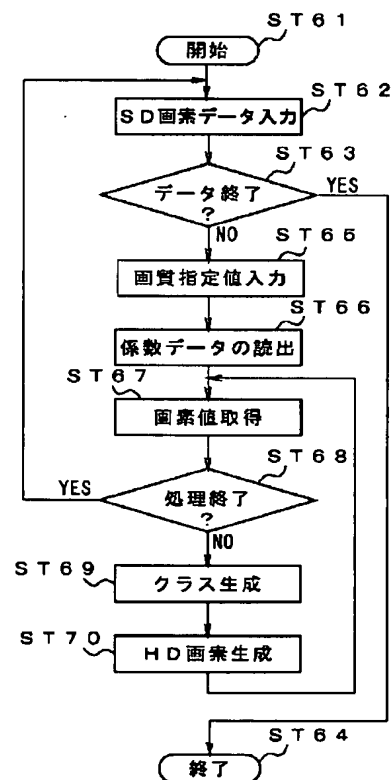 ST61
開始
ST62
SD画素データ入力
ST63
データ終了
?
YES
NO
ST65
画質指定値入力
ST66
係数データの読出
ST67
画素値取得
ST68
YES
処理終了
?
NO
ST69
クラス生成
ST70
HD画素生成
ST64
終了